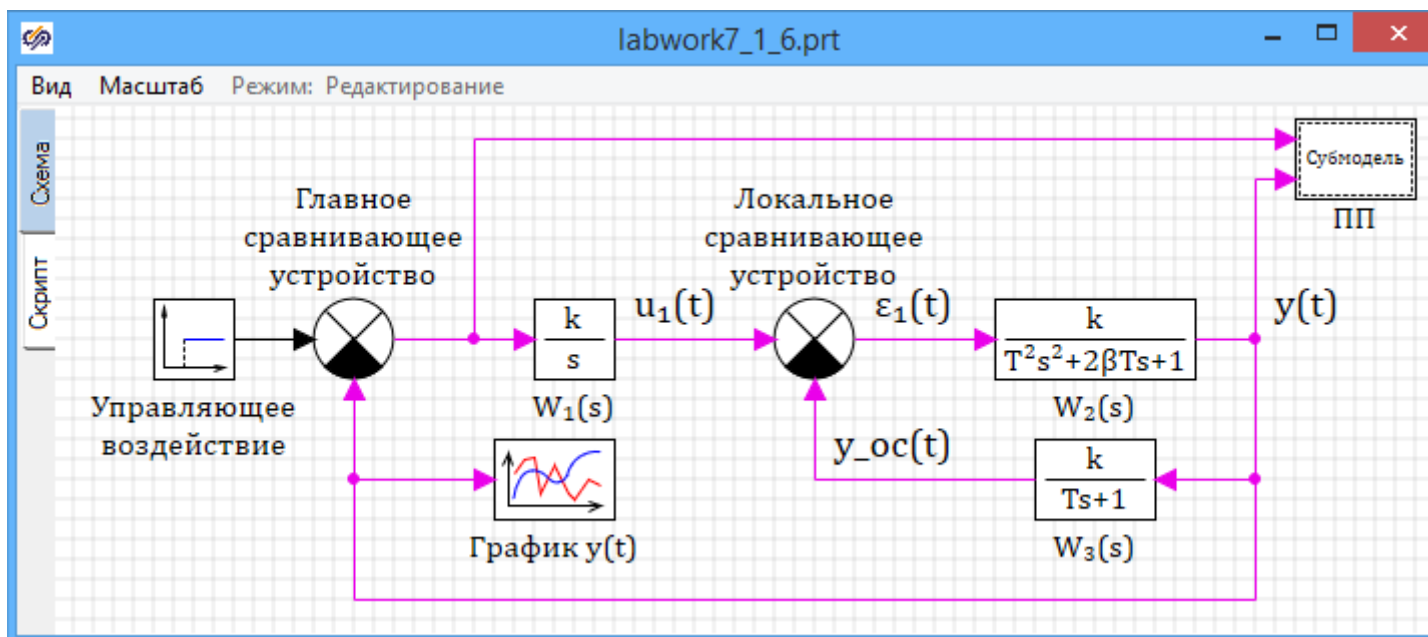 labwork7_1_6.prt
Вид Масштаб Режим: Редактирование
Схема
Скрипт
Субмодель
ПП
Главное
сравнивающее
устройство
Локальное
сравнивающее
устройство
Управляющее
воздействие
k
s
W₁(s)
u₁(t)
ε₁(t)
k
T²s²+2βTs+1
W₂(s)
y(t)
y_oc(t)
k
Ts+1
W₃(s)
График y(t)